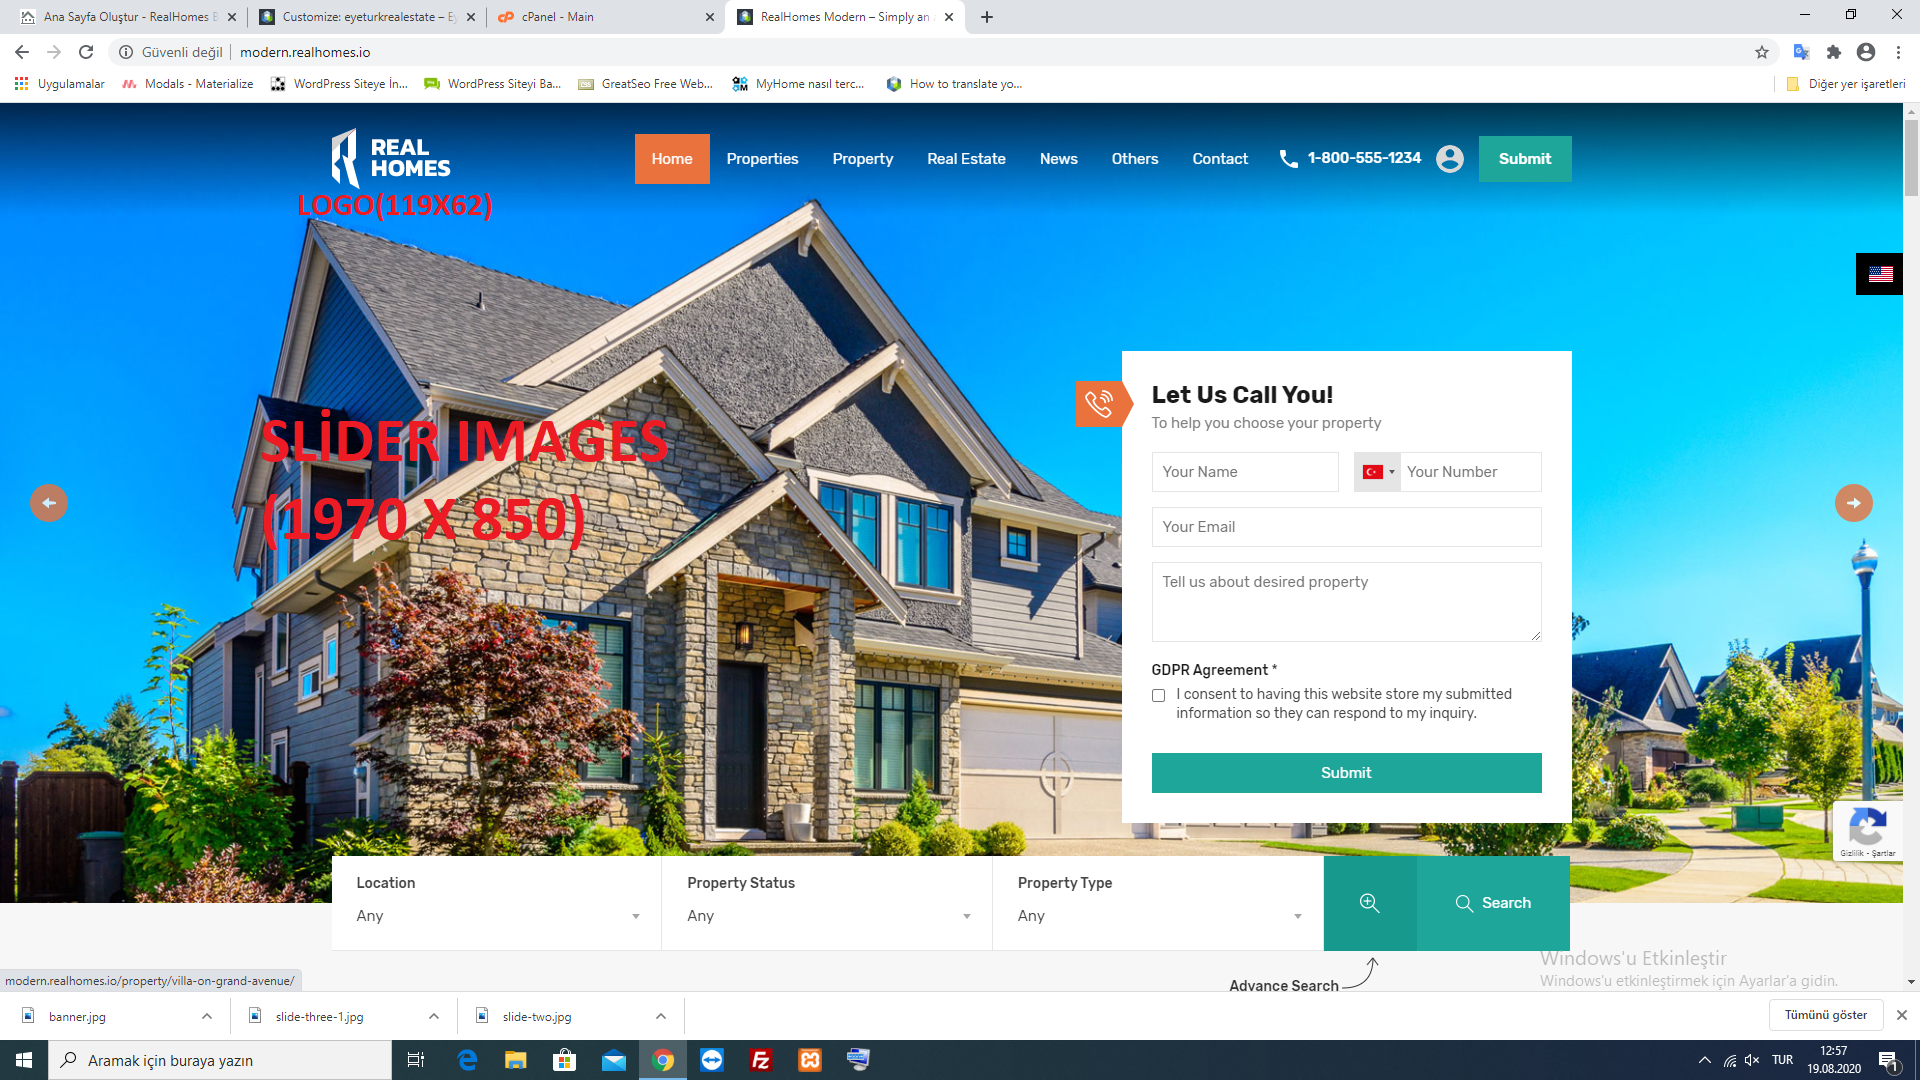 Ana Sayfa Oluştur - RealHomes B
Customize: eyeturkrealestate – Ey
cPanel - Main
RealHomes Modern – Simply an
Güvenli değil
modern.realhomes.io
Uygulamalar
Modals - Materialize
WordPress Siteye İn...
WordPress Siteyi Ba...
GreatSeo Free Web...
MyHome nasıl terc...
How to translate yo...
Diğer yer işaretleri
REAL
HOMES
Home
Properties
Property
Real Estate
News
Others
Contact
1-800-555-1234
Submit
LOGO(119X62)
SLİDER IMAGES
(1970 X 850)
Let Us Call You!
To help you choose your property
Your Name
Your Number
Your Email
Tell us about desired property
GDPR Agreement *
I consent to having this website store my submitted
information so they can respond to my inquiry.
Submit
Gizlilik - Şartlar
Location
Any
Property Status
Any
Property Type
Any
Search
Advance Search
Windows'u Etkinleştir
Windows'u etkinleştirmek için Ayarlar'a gidin.
modern.realhomes.io/property/villa-on-grand-avenue/
banner.jpg
slide-three-1.jpg
slide-two.jpg
Tümünü göster
Aramak için buraya yazın
TUR
12:57
19.08.2020
1